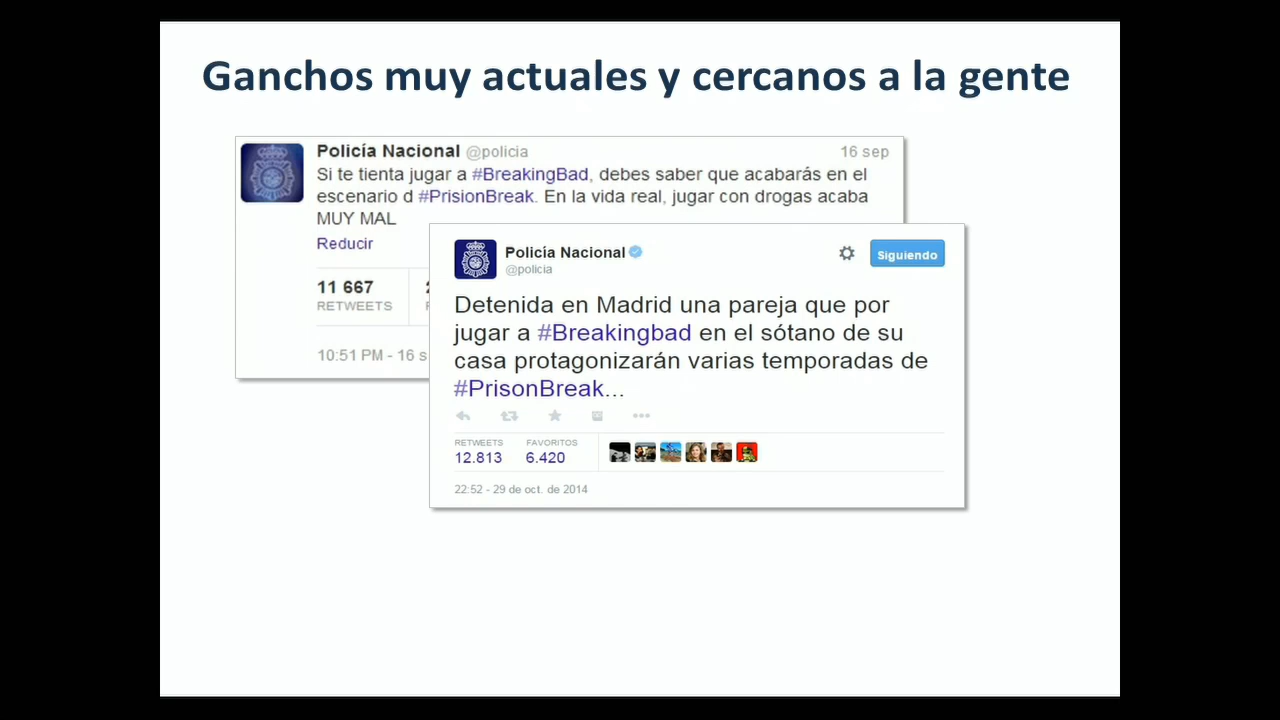 Ganchos muy actuales y cercanos a la gente
Policía Nacional @policia
16 sep
Si te tienta jugar a #BreakingBad, debes saber que acabarás en el
escenario d #PrisionBreak. En la vida real, jugar con drogas acaba
MUY MAL
Reducir
11 667
RETWEETS
10:51 PM - 16 s
Policía Nacional
@policia
Siguiendo
Detenida en Madrid una pareja que por
jugar a #Breakingbad en el sótano de su
casa protagonizarán varias temporadas de
#PrisonBreak...
RETWEETS FAVORITOS
12.813 6.420
22:52 - 29 de oct. de 2014